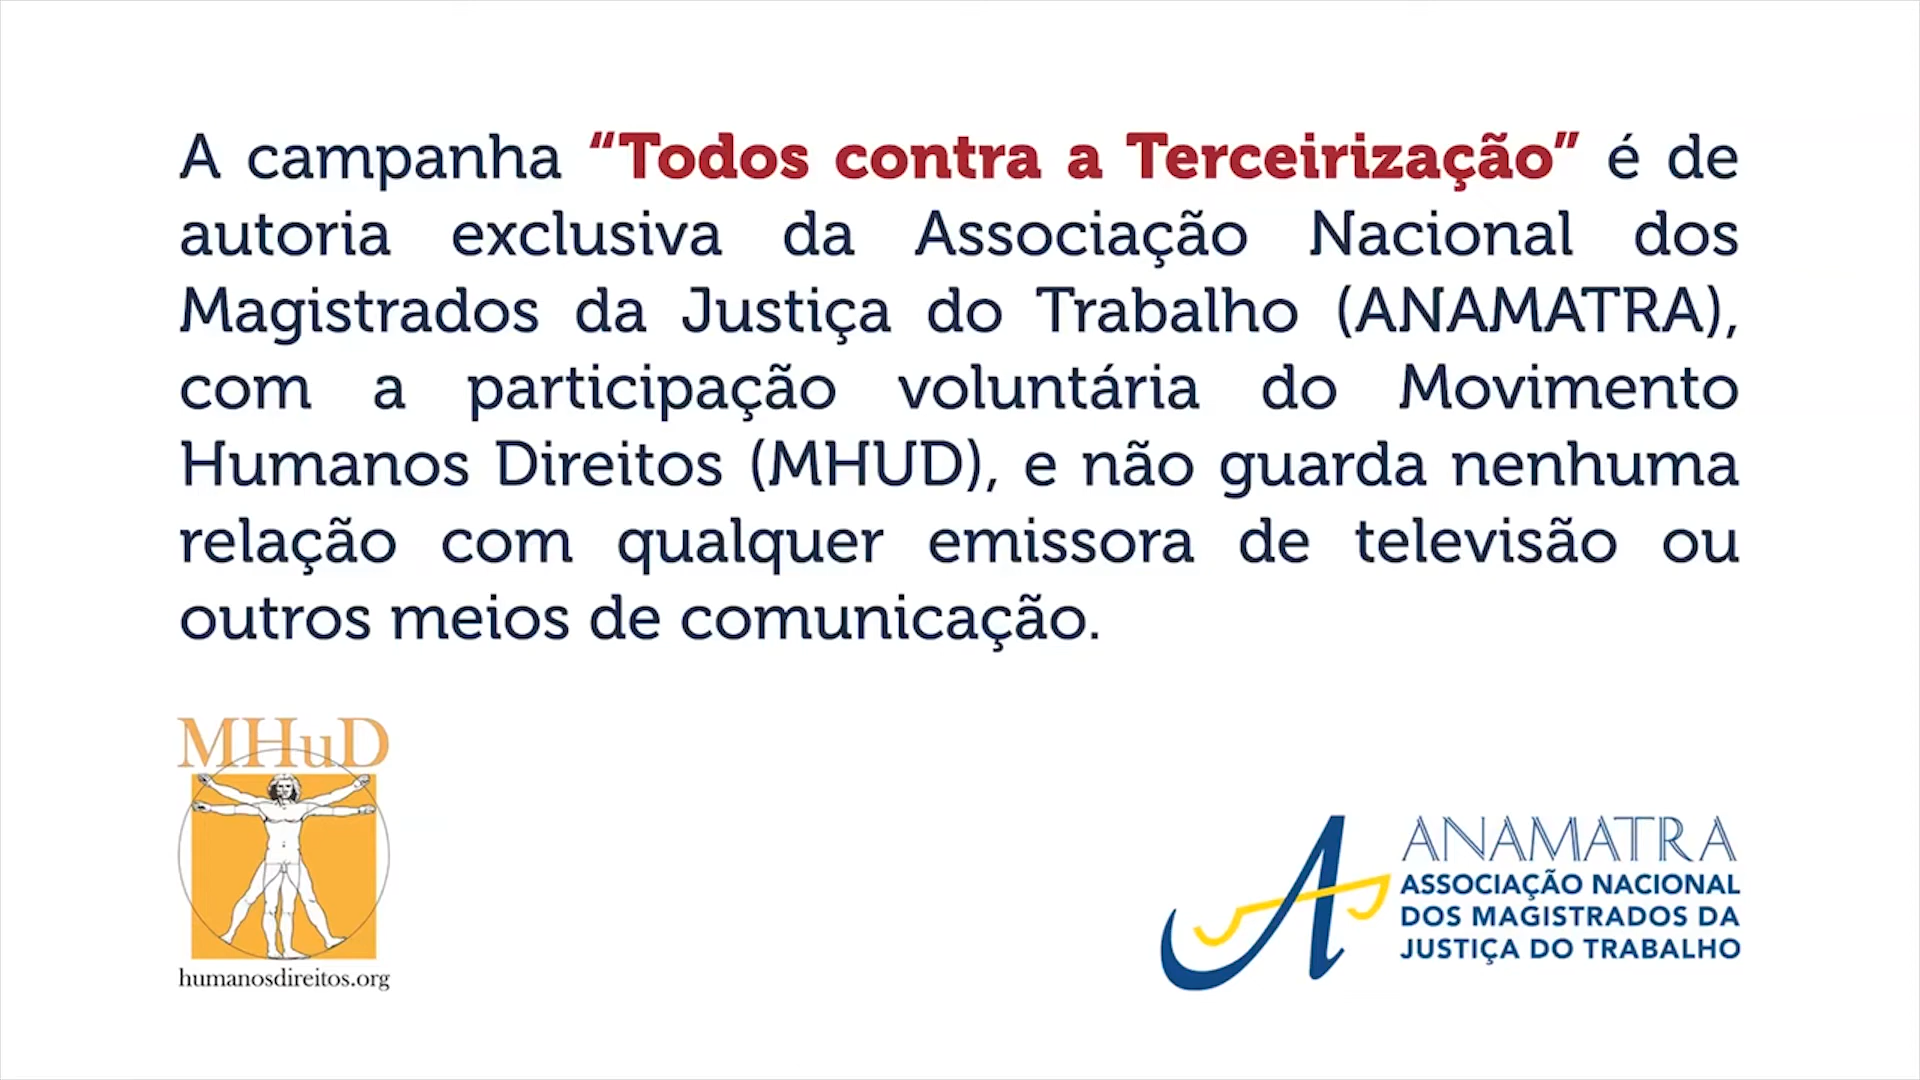 A campanha “Todos contra a Terceirização” é de
autoria exclusiva da Associação Nacional dos
Magistrados da Justiça do Trabalho (ANAMATRA),
com a participação voluntária do Movimento
Humanos Direitos (MHUD), e não guarda nenhuma
relação com qualquer emissora de televisão ou
outros meios de comunicação.
MHuD
humanosdireitos.org
ANAMATRA
ASSOCIAÇÃO NACIONAL
DOS MAGISTRADOS DA
JUSTIÇA DO TRABALHO